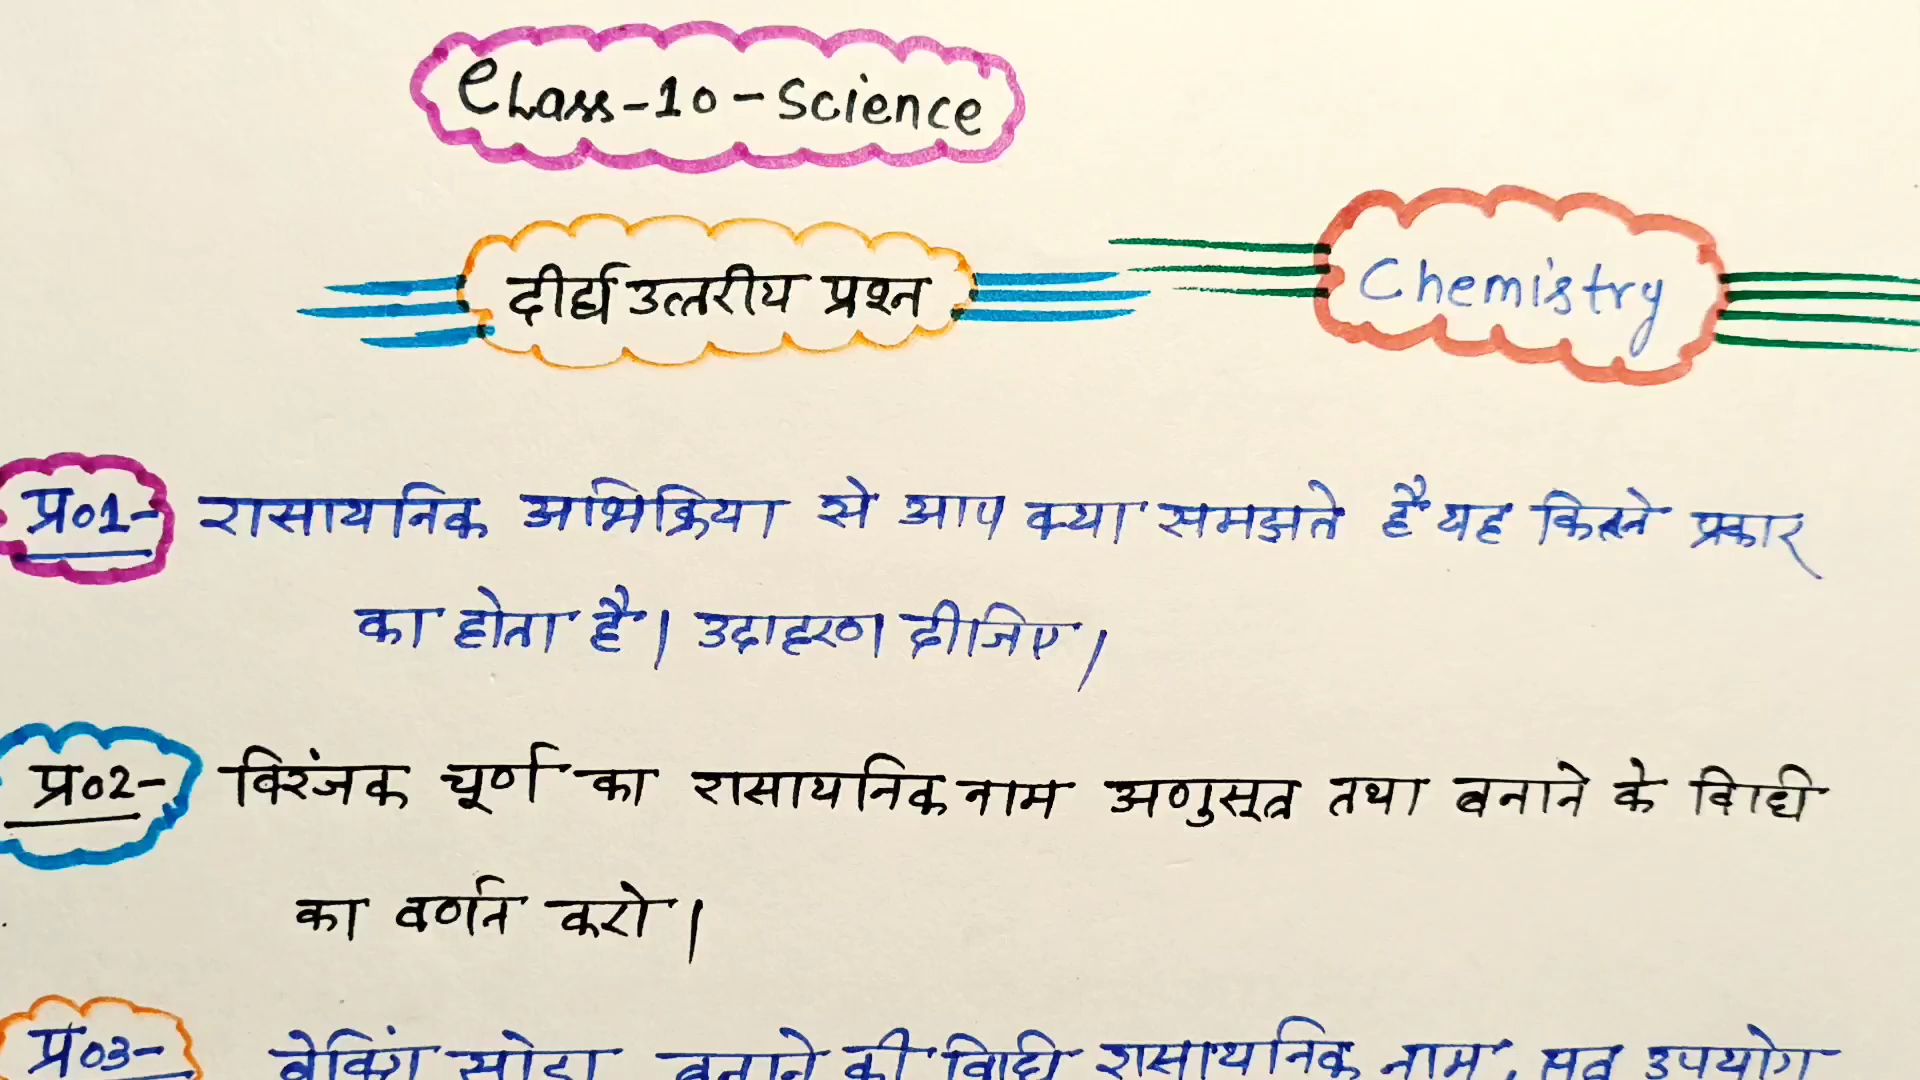 Class-10-Science
दीर्घ उत्तरीय प्रश्न
Chemistry
प्र01- रासायनिक अभिक्रिया से आप क्या समझते है यह कितने प्रकार
का होता है। उदाहरण दीजिए।
प्र02- विरंजक चूर्ण का रासायनिक नाम अणुसूत्र तथा बनाने के विधि
का वर्णन करो।
प्र03- बेकिंग सोडा बनाने की विधि रासायनिक नाम, उपयोग